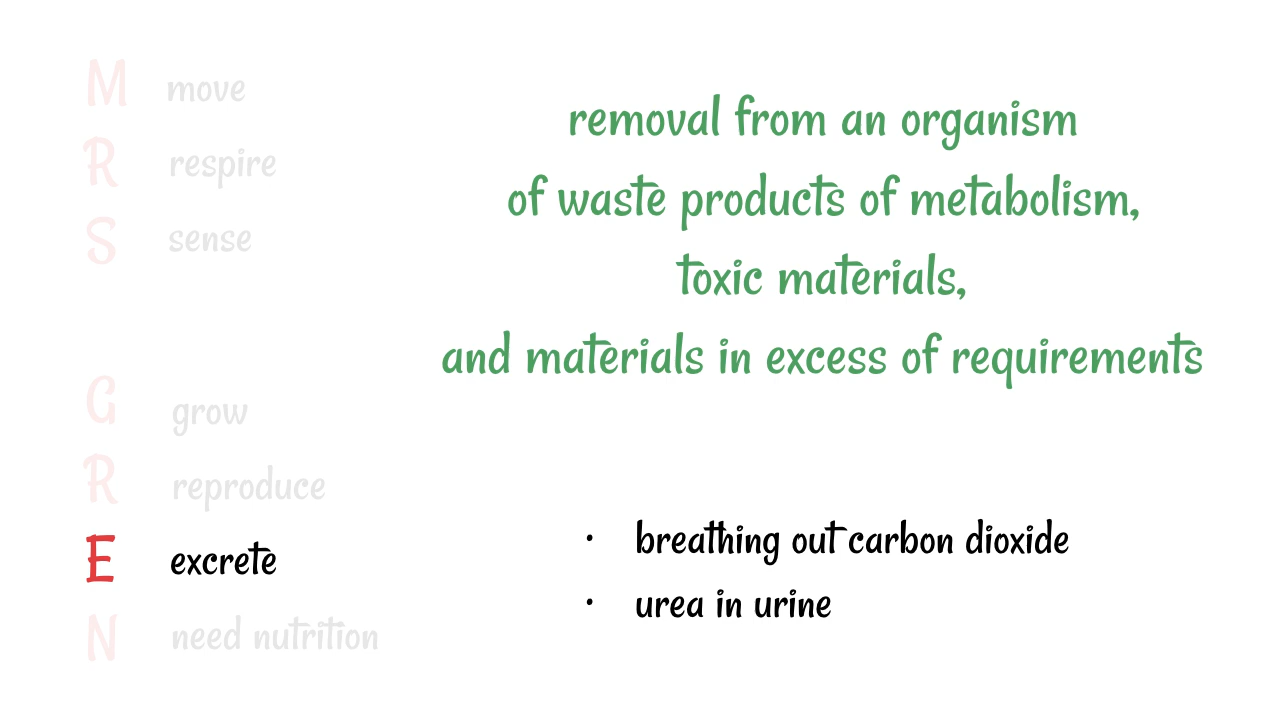 M move
R respire
S sense
G grow
R reproduce
E excrete
N need nutrition
removal from an organism
of waste products of metabolism,
toxic materials,
and materials in excess of requirements
· breathing out carbon dioxide
· urea in urine